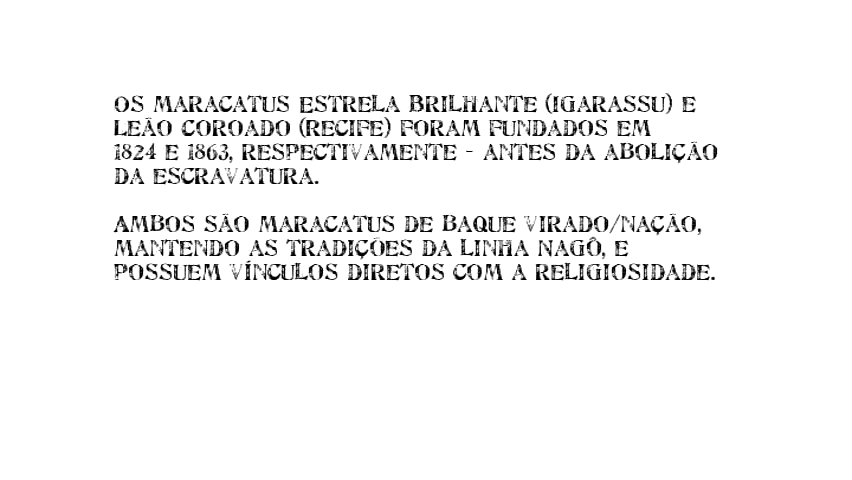 OS MARACATUS ESTRELA BRILHANTE (IGARASSU) E
LEÃO COROADO (RECIFE) FORAM FUNDADOS EM
1824 E 1863, RESPECTIVAMENTE - ANTES DA ABOLIÇÃO
DA ESCRAVATURA.
AMBOS SÃO MARACATUS DE BAQUE VIRADO/NAÇÃO,
MANTENDO AS TRADIÇÕES DA LINHA NAGÔ, E
POSSUEM VÍNCULOS DIRETOS COM A RELIGIOSIDADE.